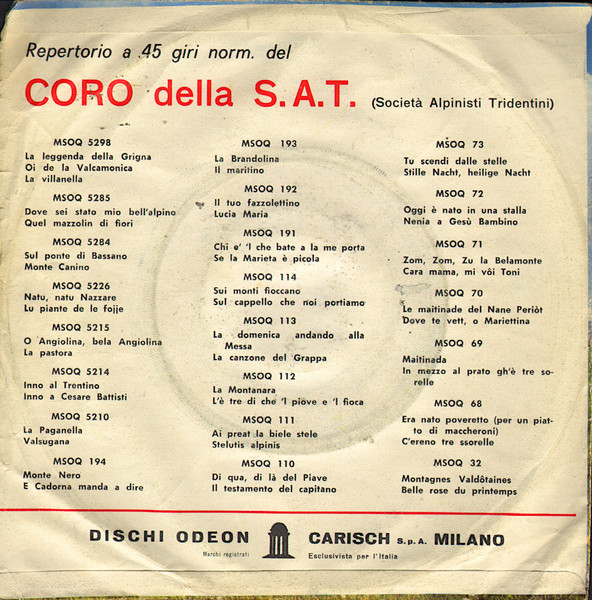 Repertorio a 45 giri norm. del
CORO della S.A.T. (Società Alpinisti Tridentini)
MSOQ 5298
La leggenda della Grigna
Oi de la Valcamonica
La villanella
MSOQ 5285
Dove sei stato mio bell'alpino
Quel mazzolin di fiori
MSOQ 5284
Sul ponte di Bassano
Monte Canino
MSOQ 5226
Natu, natu Nazzare
Lu piante de le fojje
MSOQ 5215
O Angiolina, bela Angiolina
La pastora
MSOQ 5214
Inno al Trentino
Inno a Cesare Battisti
MSOQ 5210
La Paganella
Valsugana
MSOQ 194
Monte Nero
E Cadorna manda a dire
MSOQ 193
La Brandolina
Il maritino
MSOQ 192
Il tuo fazzolettino
Lucia Maria
MSOQ 191
Chi e' 'l che bate a la me porta
Se la Marieta è picola
MSOQ 114
Sui monti fioccano
Sul cappello che noi portiamo
MSOQ 113
La domenica andando alla
Messa
La canzone del Grappa
MSOQ 112
La Montanara
L'è tre dì che 'l piove e 'l fioca
MSOQ 111
Ai preat la biele stele
Stelutis alpinis
MSOQ 110
Di qua, di là del Piave
Il testamento del capitano
MSOQ 73
Tu scendi dalle stelle
Stille Nacht, heilige Nacht
MSOQ 72
Oggi è nato in una stalla
Nenia a Gesù Bambino
MSOQ 71
Zom, Zom, Zu la Belamonte
Cara mama, mi vôi Toni
MSOQ 70
Le maitinade del Nane Periòt
Dove te vett, o Mariettina
MSOQ 69
Maitinada
In mezzo al prato gh'è tre so-
relle
MSOQ 68
Era nato poveretto (per un piat-
to di maccheroni)
C'ereno tre ssorelle
MSOQ 32
Montagnes Valdôtaines
Belle rose du printemps
DISCHI ODEON CARISCH S.p.A. MILANO
Marchi registrati Esclusivista per l'Italia